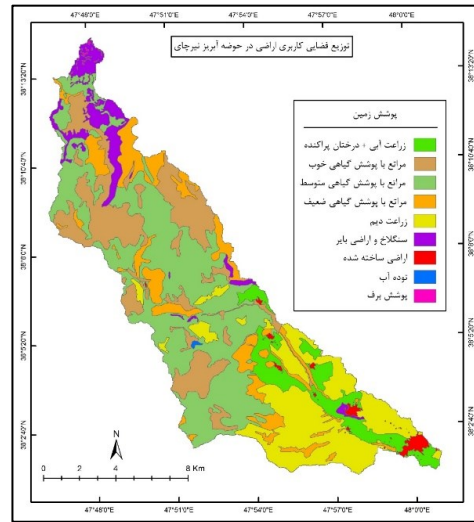 47°48'0"E 47°51'0"E 47°54'0"E 47°57'0"E 48°0'0"E
توزیع فضایی کاربری اراضی در حوضه آبریز نیرچای
38°13'20"N 38°13'20"N
پوشش زمین
زراعت آبی + درختان پراکنده
مراتع با پوشش گیاهی خوب
38°10'40"N 38°10'40"N
مراتع با پوشش گیاهی متوسط
مراتع با پوشش گیاهی ضعیف
زراعت دیم
سنگلاخ و اراضی بایر
38°8'0"N 38°8'0"N
اراضی ساخته شده
توده آب
پوشش برف
38°5'20"N 38°5'20"N
38°2'40"N 38°2'40"N
N
0 2 4 8 Km
47°48'0"E 47°51'0"E 47°54'0"E 47°57'0"E 48°0'0"E